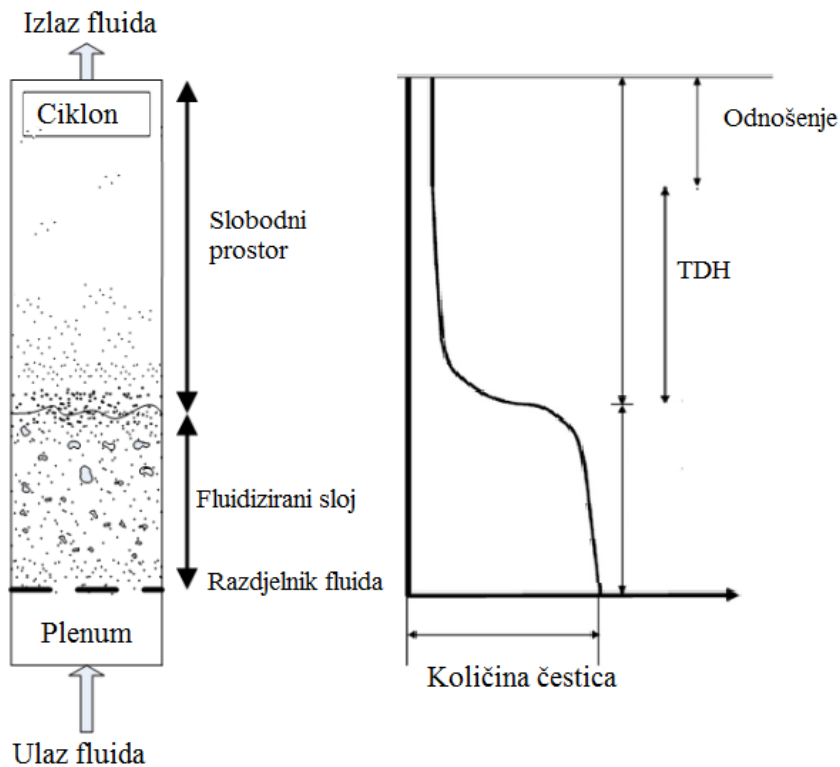 Izlaz fluida
Ciklon
Slobodni
prostor
Fluidizirani sloj
Razdjelnik fluida
Plenum
Ulaz fluida
Odnošenje
TDH
Količina čestica